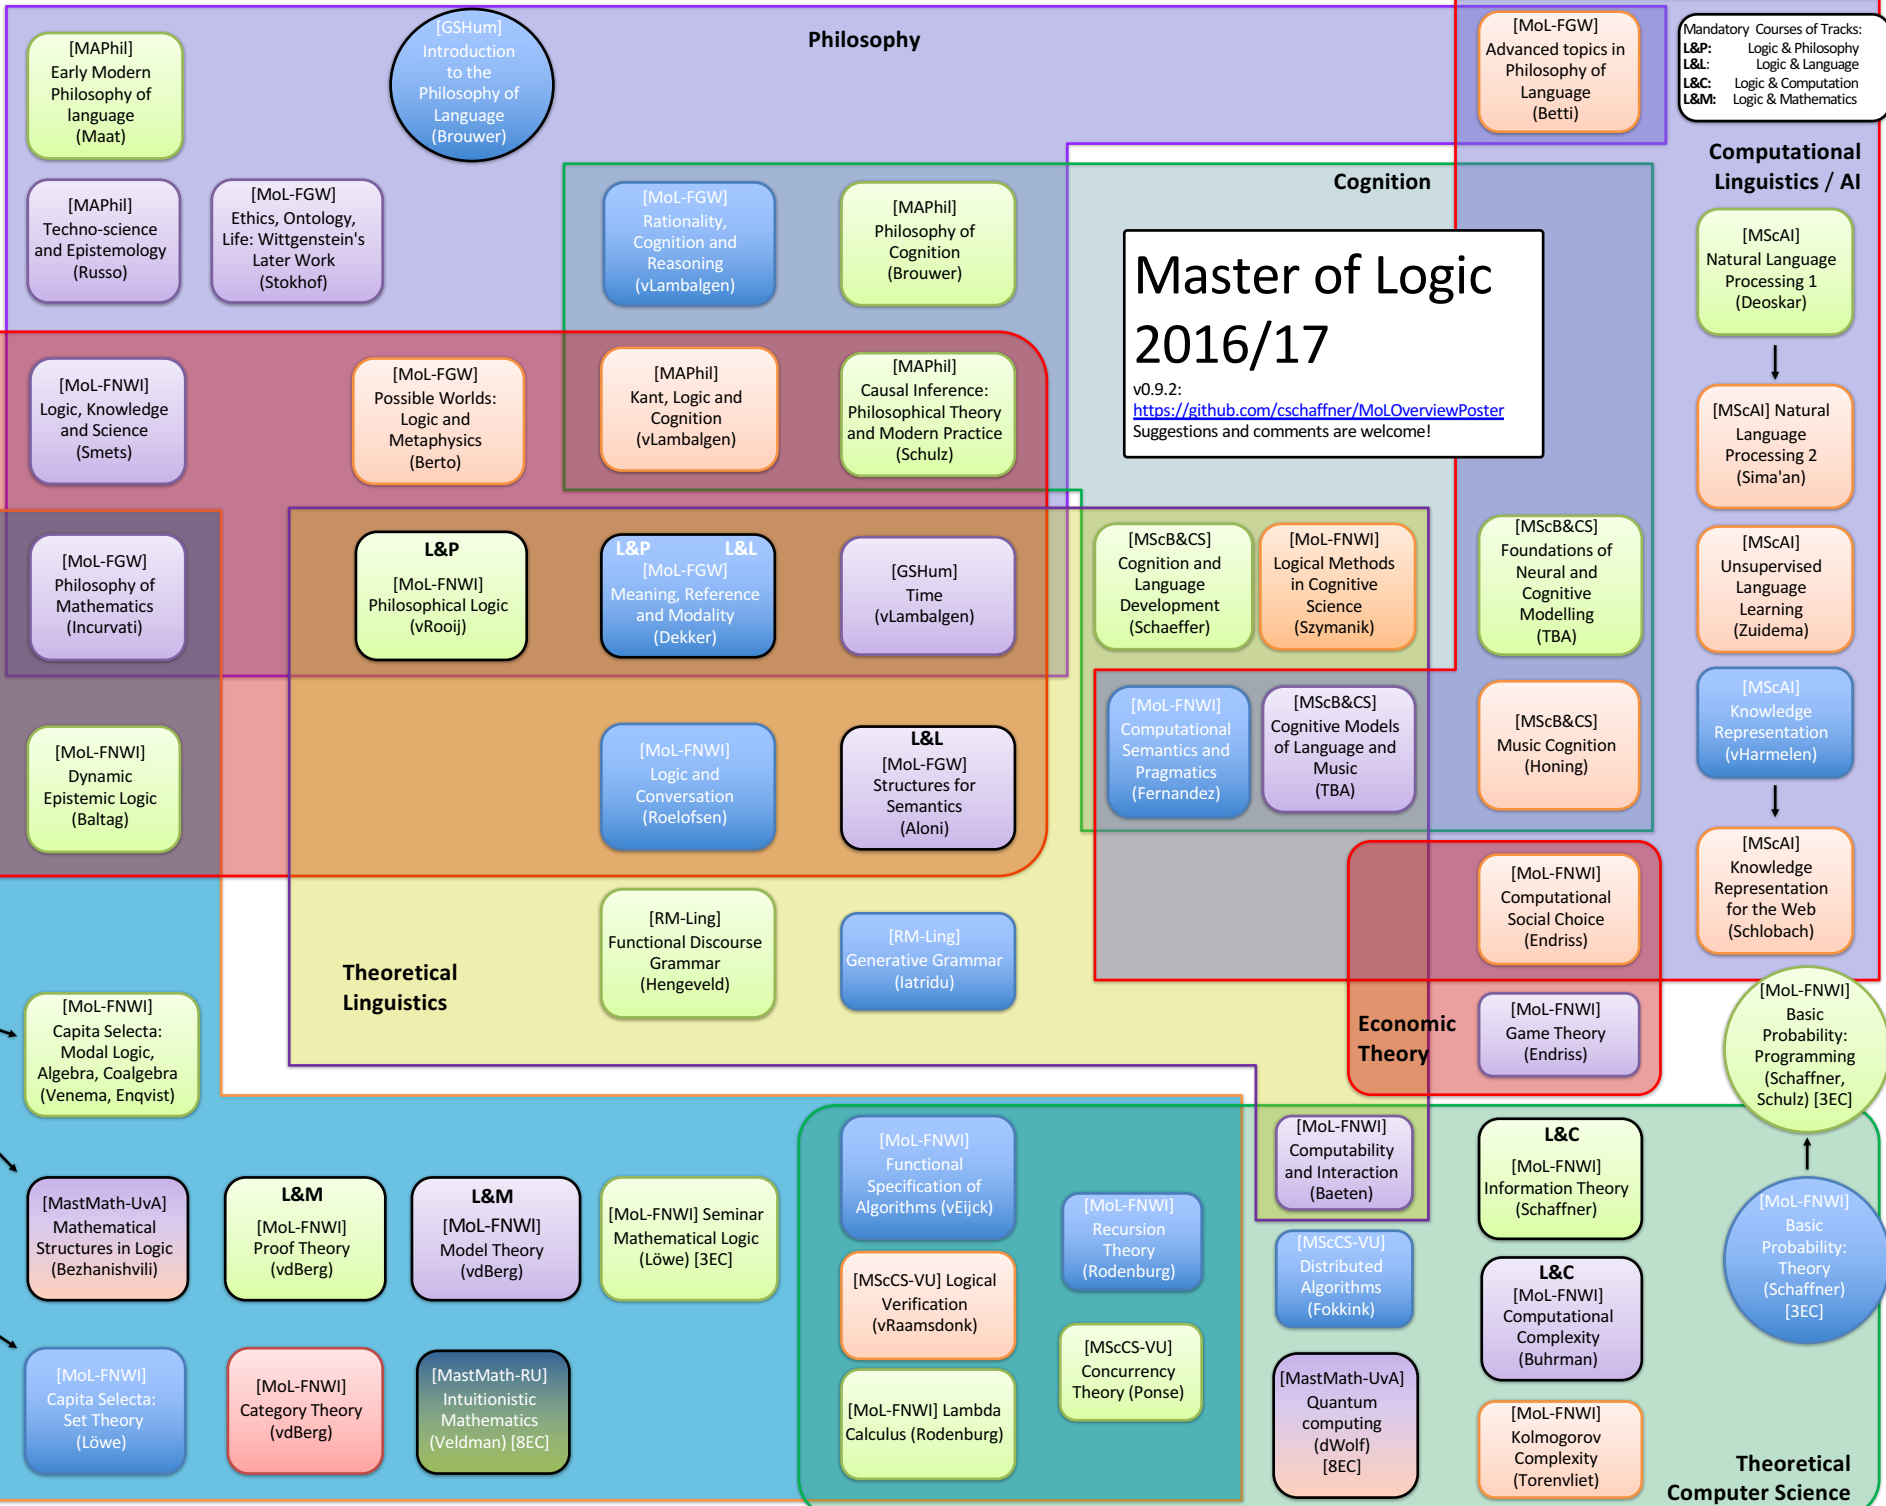 [MAPhil]
Early Modern
Philosophy of
language
(Maat)
[GSHum]
Introduction
to the
Philosophy of
Language
(Brouwer)
Philosophy
[MoL-FGW]
Advanced topics in
Philosophy of
Language
(Betti)
Mandatory Courses of Tracks:
L&P: Logic & Philosophy
L&L: Logic & Language
L&C: Logic & Computation
L&M: Logic & Mathematics
Computational
Linguistics / AI
Cognition
[MAPhil]
Techno-science
and Epistemology
(Russo)
[MoL-FGW]
Ethics, Ontology,
Life: Wittgenstein's
Later Work
(Stokhof)
[MoL-FGW]
Rationality,
Cognition and
Reasoning
(vLambalgen)
[MAPhil]
Philosophy of
Cognition
(Brouwer)
Master of Logic
2016/17
v0.9.2:
https://github.com/cschaffner/MoLOverviewPoster
Suggestions and comments are welcome!
[MScAI]
Natural Language
Processing 1
(Deoskar)
[MoL-FNWI]
Logic, Knowledge
and Science
(Smets)
[MoL-FGW]
Possible Worlds:
Logic and
Metaphysics
(Berto)
[MAPhil]
Kant, Logic and
Cognition
(vLambalgen)
[MAPhil]
Causal Inference:
Philosophical Theory
and Modern Practice
(Schulz)
[MScAI] Natural
Language
Processing 2
(Sima'an)
[MoL-FGW]
Philosophy of
Mathematics
(Incurvati)
L&P
[MoL-FNWI]
Philosophical Logic
(vRooij)
L&P L&L
[MoL-FGW]
Meaning, Reference
and Modality
(Dekker)
[GSHum]
Time
(vLambalgen)
[MScB&CS]
Cognition and
Language
Development
(Schaeffer)
[MoL-FNWI]
Logical Methods
in Cognitive
Science
(Szymanik)
[MScB&CS]
Foundations of
Neural and
Cognitive
Modelling
(TBA)
[MScAI]
Unsupervised
Language
Learning
(Zuidema)
[MoL-FNWI]
Dynamic
Epistemic Logic
(Baltag)
[MoL-FNWI]
Logic and
Conversation
(Roelofsen)
L&L
[MoL-FGW]
Structures for
Semantics
(Aloni)
[MoL-FNWI]
Computational
Semantics and
Pragmatics
(Fernandez)
[MScB&CS]
Cognitive Models
of Language and
Music
(TBA)
[MScB&CS]
Music Cognition
(Honing)
[MScAI]
Knowledge
Representation
(vHarmelen)
[RM-Ling]
Functional Discourse
Grammar
(Hengeveld)
[RM-Ling]
Generative Grammar
(Iatridu)
[MoL-FNWI]
Computational
Social Choice
(Endriss)
[MScAI]
Knowledge
Representation
for the Web
(Schlobach)
Theoretical
Linguistics
[MoL-FNWI]
Capita Selecta:
Modal Logic,
Algebra, Coalgebra
(Venema, Enqvist)
Economic
Theory
[MoL-FNWI]
Game Theory
(Endriss)
[MoL-FNWI]
Basic
Probability:
Programming
(Schaffner,
Schulz) [3EC]
[MastMath-UvA]
Mathematical
Structures in Logic
(Bezhanishvili)
L&M
[MoL-FNWI]
Proof Theory
(vdBerg)
L&M
[MoL-FNWI]
Model Theory
(vdBerg)
[MoL-FNWI] Seminar
Mathematical Logic
(Löwe) [3EC]
[MoL-FNWI]
Functional
Specification of
Algorithms (vEijck)
[MoL-FNWI]
Recursion
Theory
(Rodenburg)
[MoL-FNWI]
Computability
and Interaction
(Baeten)
L&C
[MoL-FNWI]
Information Theory
(Schaffner)
[MoL-FNWI]
Basic
Probability:
Theory
(Schaffner)
[3EC]
[MScCS-VU] Logical
Verification
(vRaamsdonk)
[MScCS-VU]
Distributed
Algorithms
(Fokkink)
L&C
[MoL-FNWI]
Computational
Complexity
(Buhrman)
[MoL-FNWI]
Capita Selecta:
Set Theory
(Löwe)
[MoL-FNWI]
Category Theory
(vdBerg)
[MastMath-RU]
Intuitionistic
Mathematics
(Veldman) [8EC]
[MoL-FNWI] Lambda
Calculus (Rodenburg)
[MScCS-VU]
Concurrency
Theory (Ponse)
[MastMath-UvA]
Quantum
computing
(dWolf)
[8EC]
[MoL-FNWI]
Kolmogorov
Complexity
(Torenvliet)
Theoretical
Computer Science